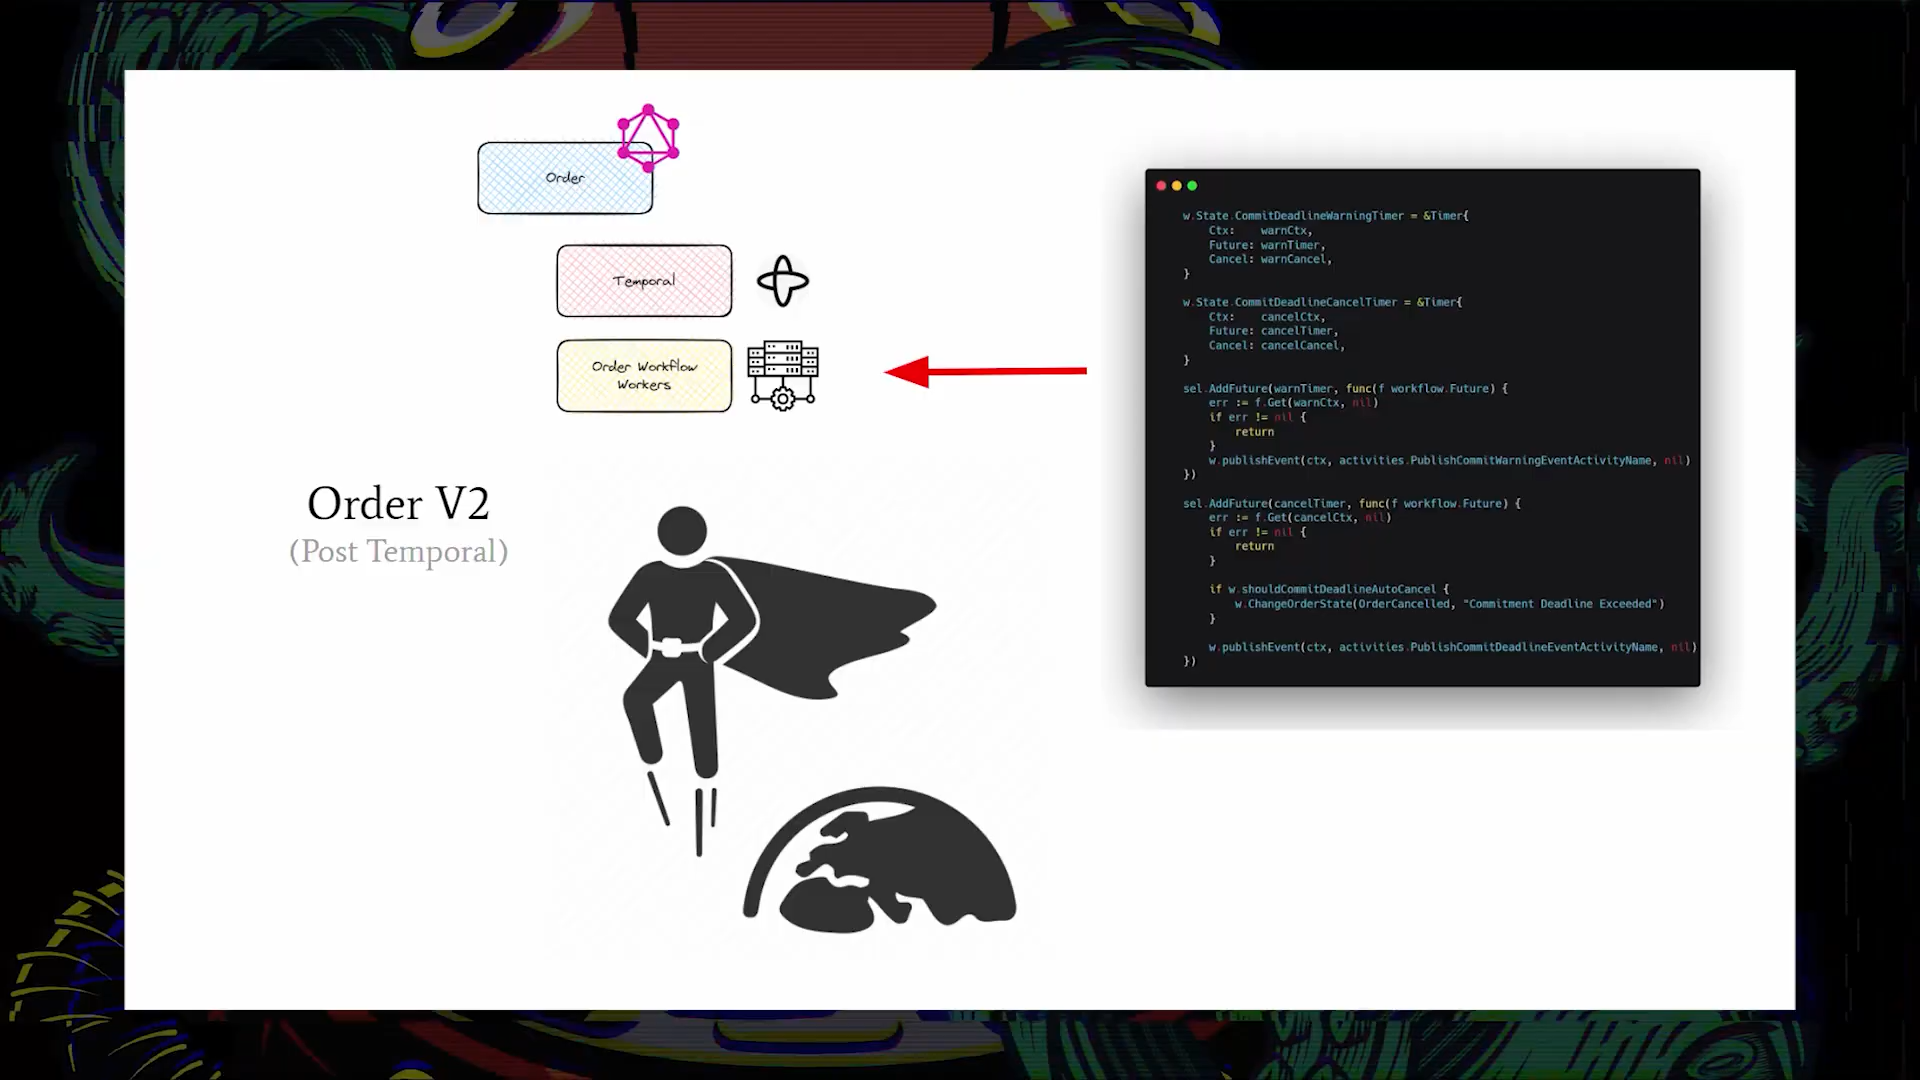 Order
Temporal
Order Workflow
Workers
Order V2
(Post Temporal)
w.State.CommitDeadlineWarningTimer = &Timer{
    Ctx:    warnCtx,
    Future: warnTimer,
    Cancel: warnCancel,
}
w.State.CommitDeadlineCancelTimer = &Timer{
    Ctx:    cancelCtx,
    Future: cancelTimer,
    Cancel: cancelCancel,
}
sel.AddFuture(warnTimer, func(f workflow.Future) {
    err := f.Get(warnCtx, nil)
    if err != nil {
        return
    }
    w.publishEvent(ctx, activities.PublishCommitWarningEventActivityName, nil)
})
sel.AddFuture(cancelTimer, func(f workflow.Future) {
    err := f.Get(cancelCtx, nil)
    if err != nil {
        return
    }
    if w.shouldCommitDeadlineAutoCancel {
        w.ChangeOrderState(OrderCancelled, "Commitment Deadline Exceeded")
    }
    w.publishEvent(ctx, activities.PublishCommitDeadlineEventActivityName, nil)
})